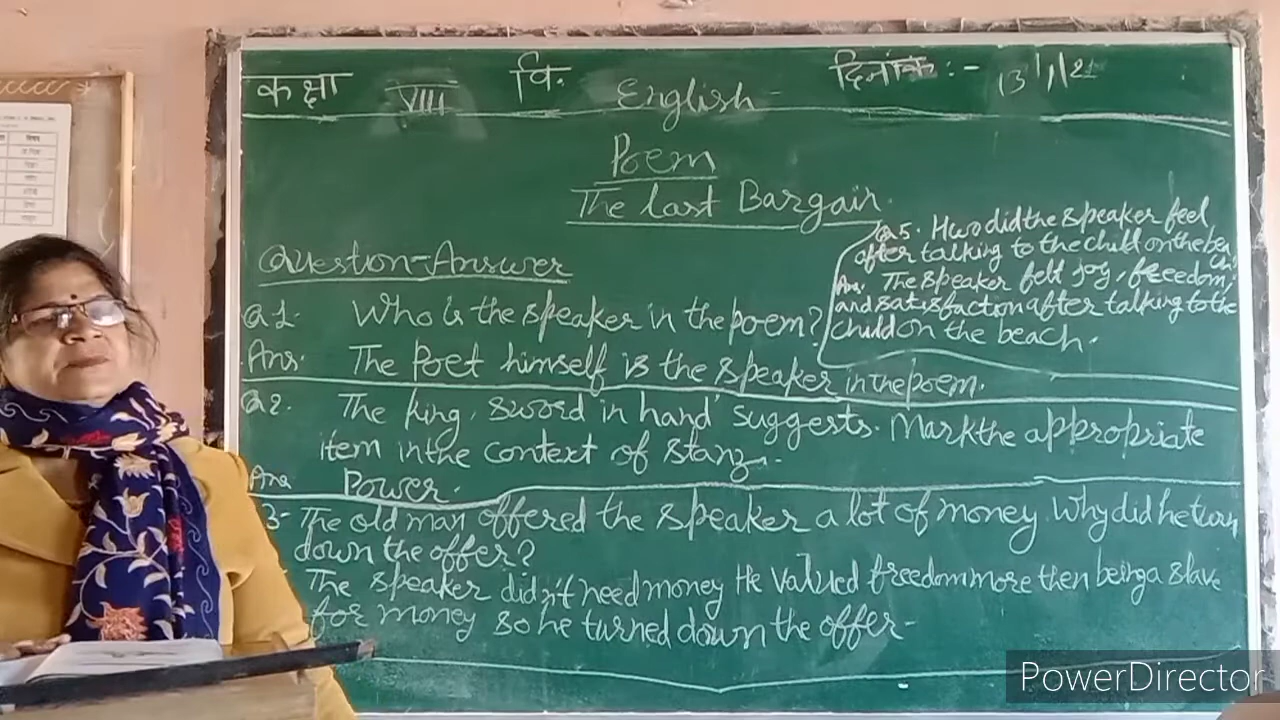 कक्षा VIII वि. English दिनांक :- 13/1/21
Poem
The last Bargain
Question-Answer
Q1. Who is the speaker in the poem?
Ans. The Poet himself is the speaker in the poem.
Q2. The king, sword in hand' suggests. Mark the appropriate
item in the context of stanza.
Ans Power.
3- The old man offered the speaker a lot of money why did he turn
down the offer?
The speaker didn't need money He valued freedom more then being a slave
for money so he turned down the offer-
Q5. Hwo did the speaker feel
after talking to the child on the beach?
Ans. The speaker felt joy, freedom,
and satisfaction after talking to the
child on the beach.
PowerDirector